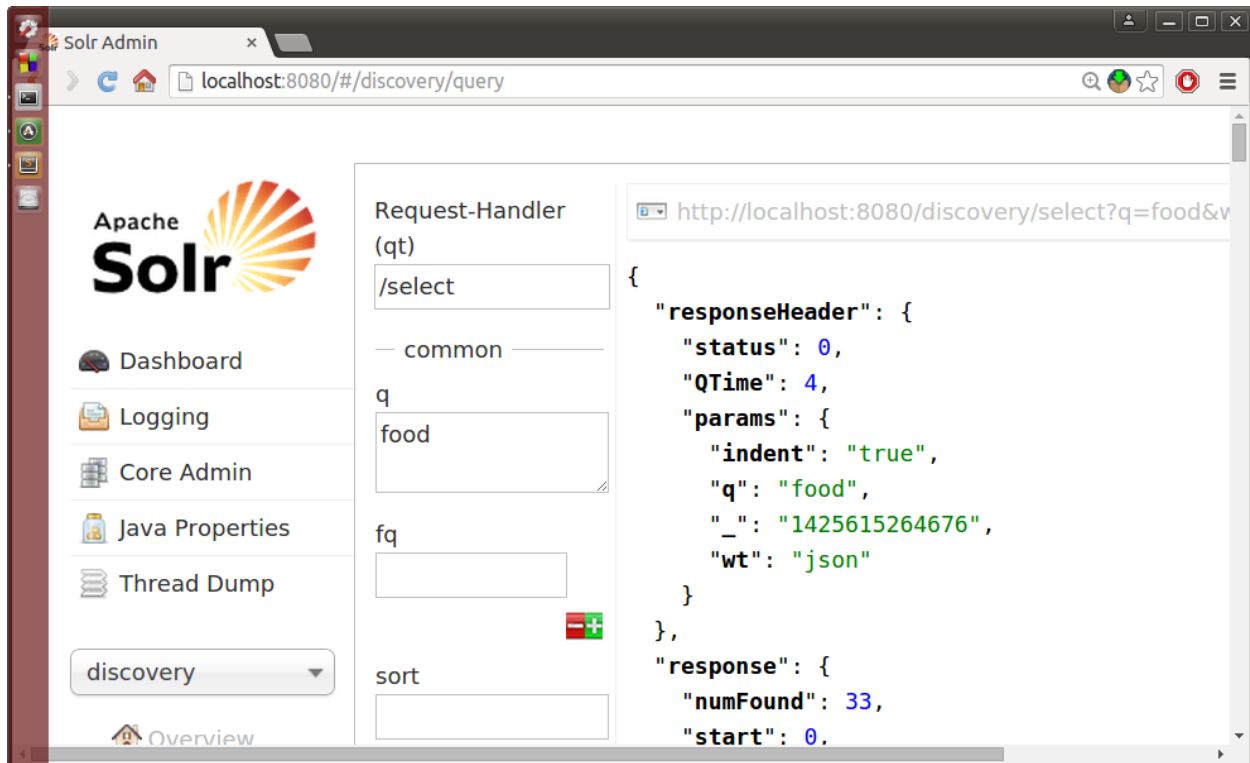 Solr Admin
localhost:8080/#/discovery/query
Apache
Solr
Dashboard
Logging
Core Admin
Java Properties
Thread Dump
discovery
Overview
Request-Handler
(qt)
/select
common
q
food
fq
sort
http://localhost:8080/discovery/select?q=food&w
{
"responseHeader": {
"status": 0,
"QTime": 4,
"params": {
"indent": "true",
"q": "food",
"_": "1425615264676",
"wt": "json"
}
},
"response": {
"numFound": 33,
"start": 0,